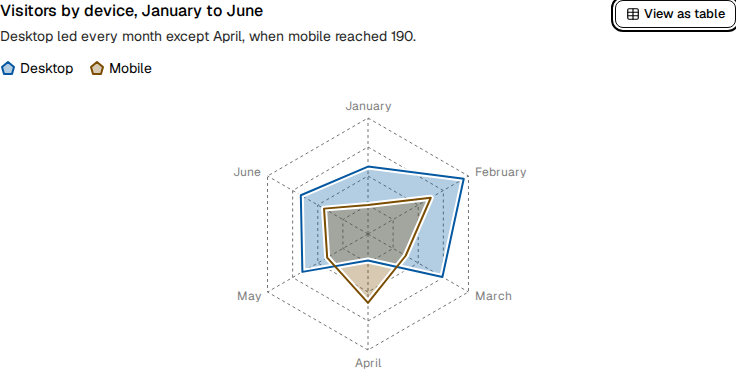 Visitors by device, January to June
View as table
Desktop led every month except April, when mobile reached 190.
Desktop
Mobile
January
June
February
May
March
April